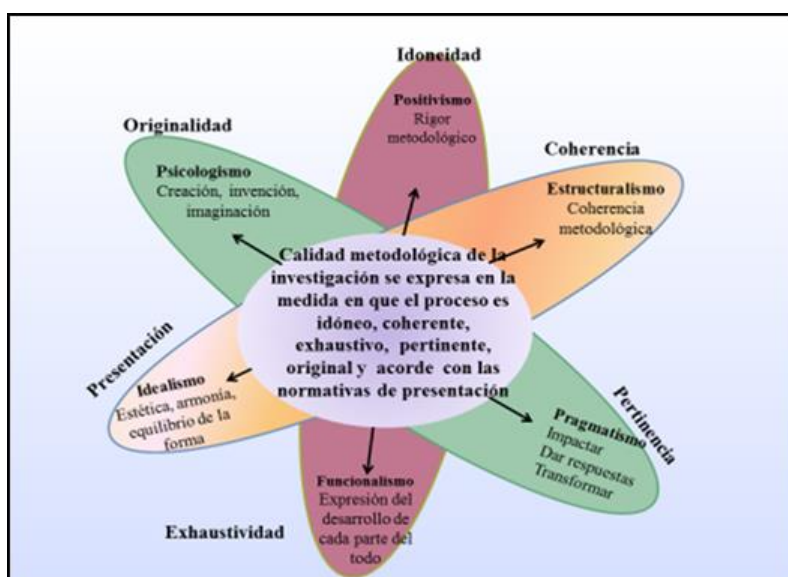 Idoneidad
Positivismo
Rigor
metodológico
Originalidad
Psicologismo
Creación, invención,
imaginación
Coherencia
Estructuralismo
Coherencia
metodológica
Calidad metodológica de la
investigación se expresa en la
medida en que el proceso es
idóneo, coherente,
exhaustivo, pertinente,
original y acorde con las
normativas de presentación
Presentación
Idealismo
Estética, armonía,
equilibrio de la
forma
Pertinencia
Pragmatismo
Impactar
Dar respuestas
Transformar
Exhaustividad
Funcionalismo
Expresión del
desarrollo de
cada parte del
todo